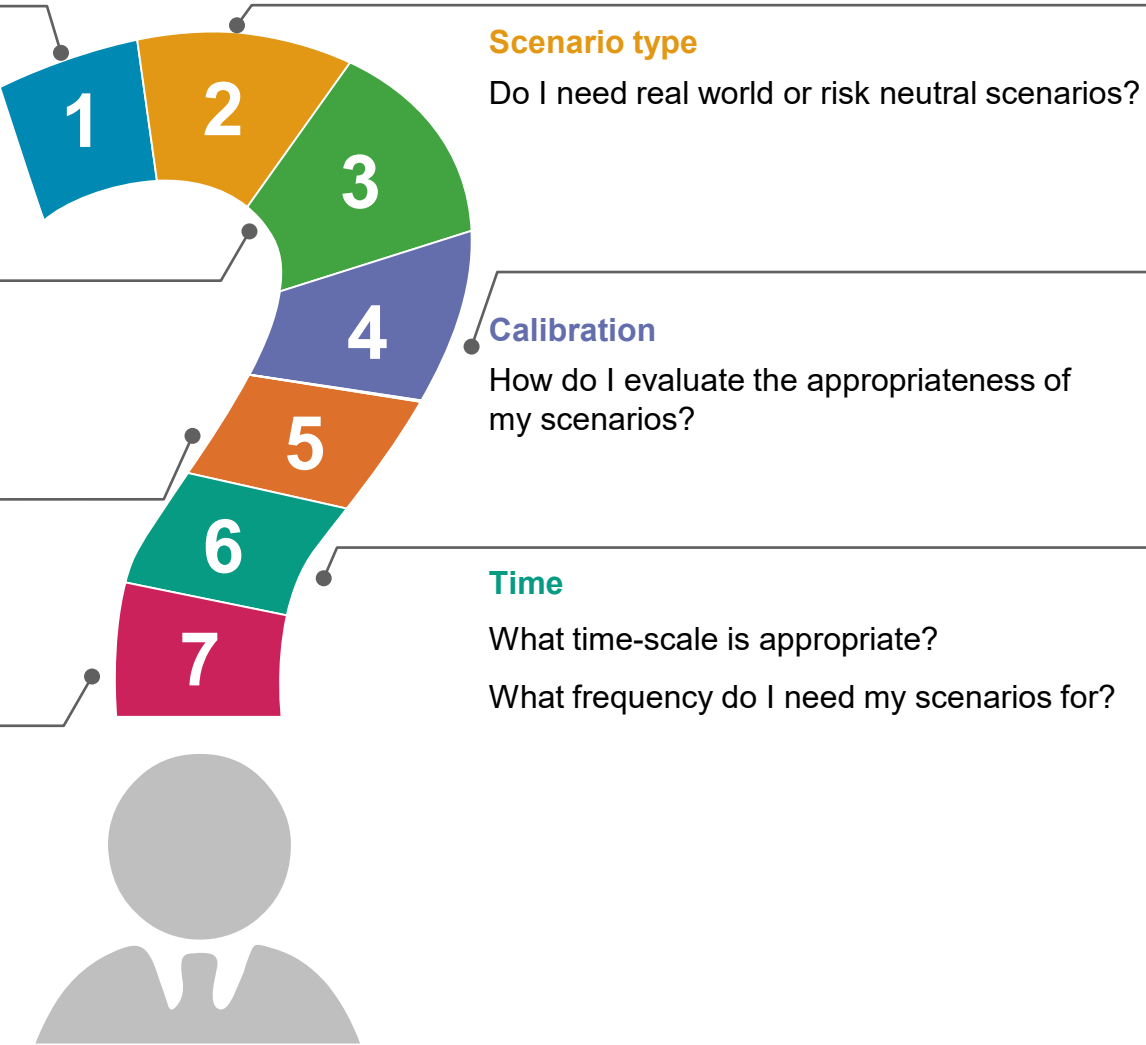 1
2
3
4
5
6
7
Scenario type
Do I need real world or risk neutral scenarios?
Calibration
How do I evaluate the appropriateness of
my scenarios?
Time
What time-scale is appropriate?
What frequency do I need my scenarios for?